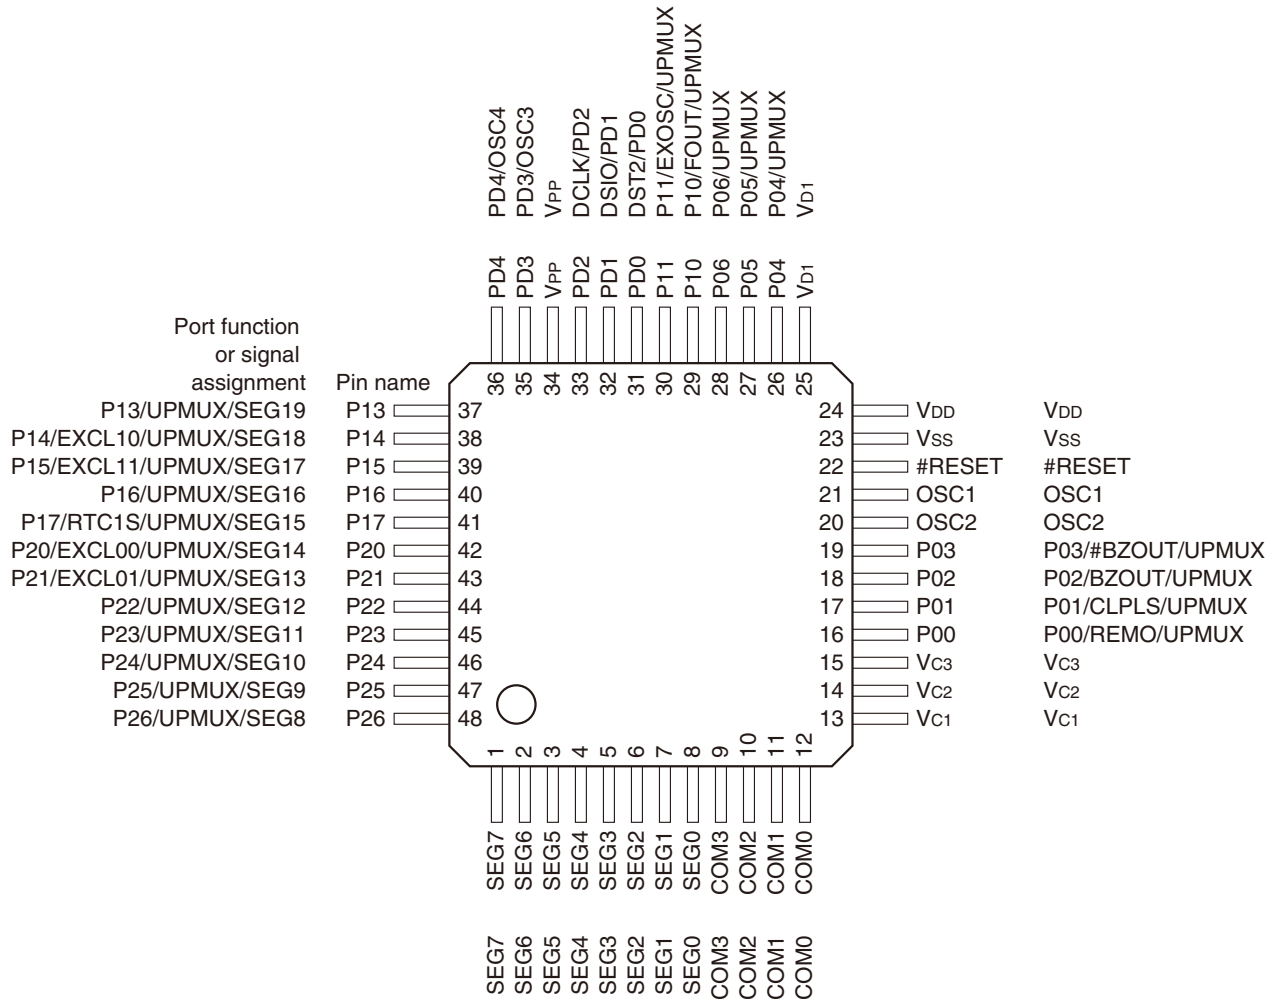 PD4/OSC4
PD3/OSC3
VPP
DCLK/PD2
DSIO/PD1
DST2/PD0
P11/EXOSC/UPMUX
P10/FOUT/UPMUX
P06/UPMUX
P05/UPMUX
P04/UPMUX
VD1
PD4
PD3
VPP
PD2
PD1
PD0
P11
P10
P06
P05
P04
VD1
Port function
or signal
assignment
Pin name
36
35
34
33
32
31
30
29
28
27
26
25
P13/UPMUX/SEG19 P13 37 24 VDD VDD
P14/EXCL10/UPMUX/SEG18 P14 38 23 VSS VSS
P15/EXCL11/UPMUX/SEG17 P15 39 22 #RESET #RESET
P16/UPMUX/SEG16 P16 40 21 OSC1 OSC1
P17/RTC1S/UPMUX/SEG15 P17 41 20 OSC2 OSC2
P20/EXCL00/UPMUX/SEG14 P20 42 19 P03 P03/#BZOUT/UPMUX
P21/EXCL01/UPMUX/SEG13 P21 43 18 P02 P02/BZOUT/UPMUX
P22/UPMUX/SEG12 P22 44 17 P01 P01/CLPLS/UPMUX
P23/UPMUX/SEG11 P23 45 16 P00 P00/REMO/UPMUX
P24/UPMUX/SEG10 P24 46 15 VC3 VC3
P25/UPMUX/SEG9 P25 47 14 VC2 VC2
P26/UPMUX/SEG8 P26 48 13 VC1 VC1
1
2
3
4
5
6
7
8
9
10
11
12
SEG7
SEG6
SEG5
SEG4
SEG3
SEG2
SEG1
SEG0
COM3
COM2
COM1
COM0
SEG7
SEG6
SEG5
SEG4
SEG3
SEG2
SEG1
SEG0
COM3
COM2
COM1
COM0